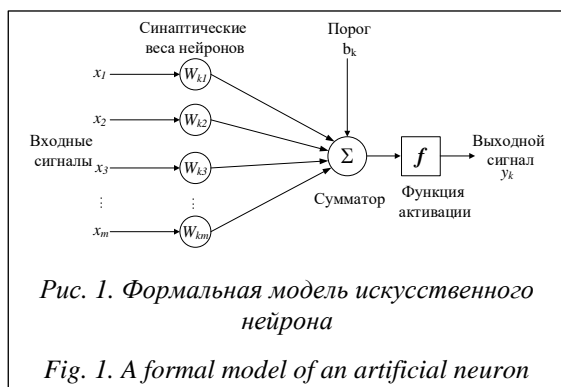 Синаптические
веса нейронов
Порог
b_k
x_1
W_k1
x_2
W_k2
Входные
сигналы
x_3
W_k3
Σ
f
Выходной
сигнал
y_k
Сумматор
Функция
активации
⋮
⋮
x_m
W_km
Рис. 1. Формальная модель искусственного
нейрона
Fig. 1. A formal model of an artificial neuron